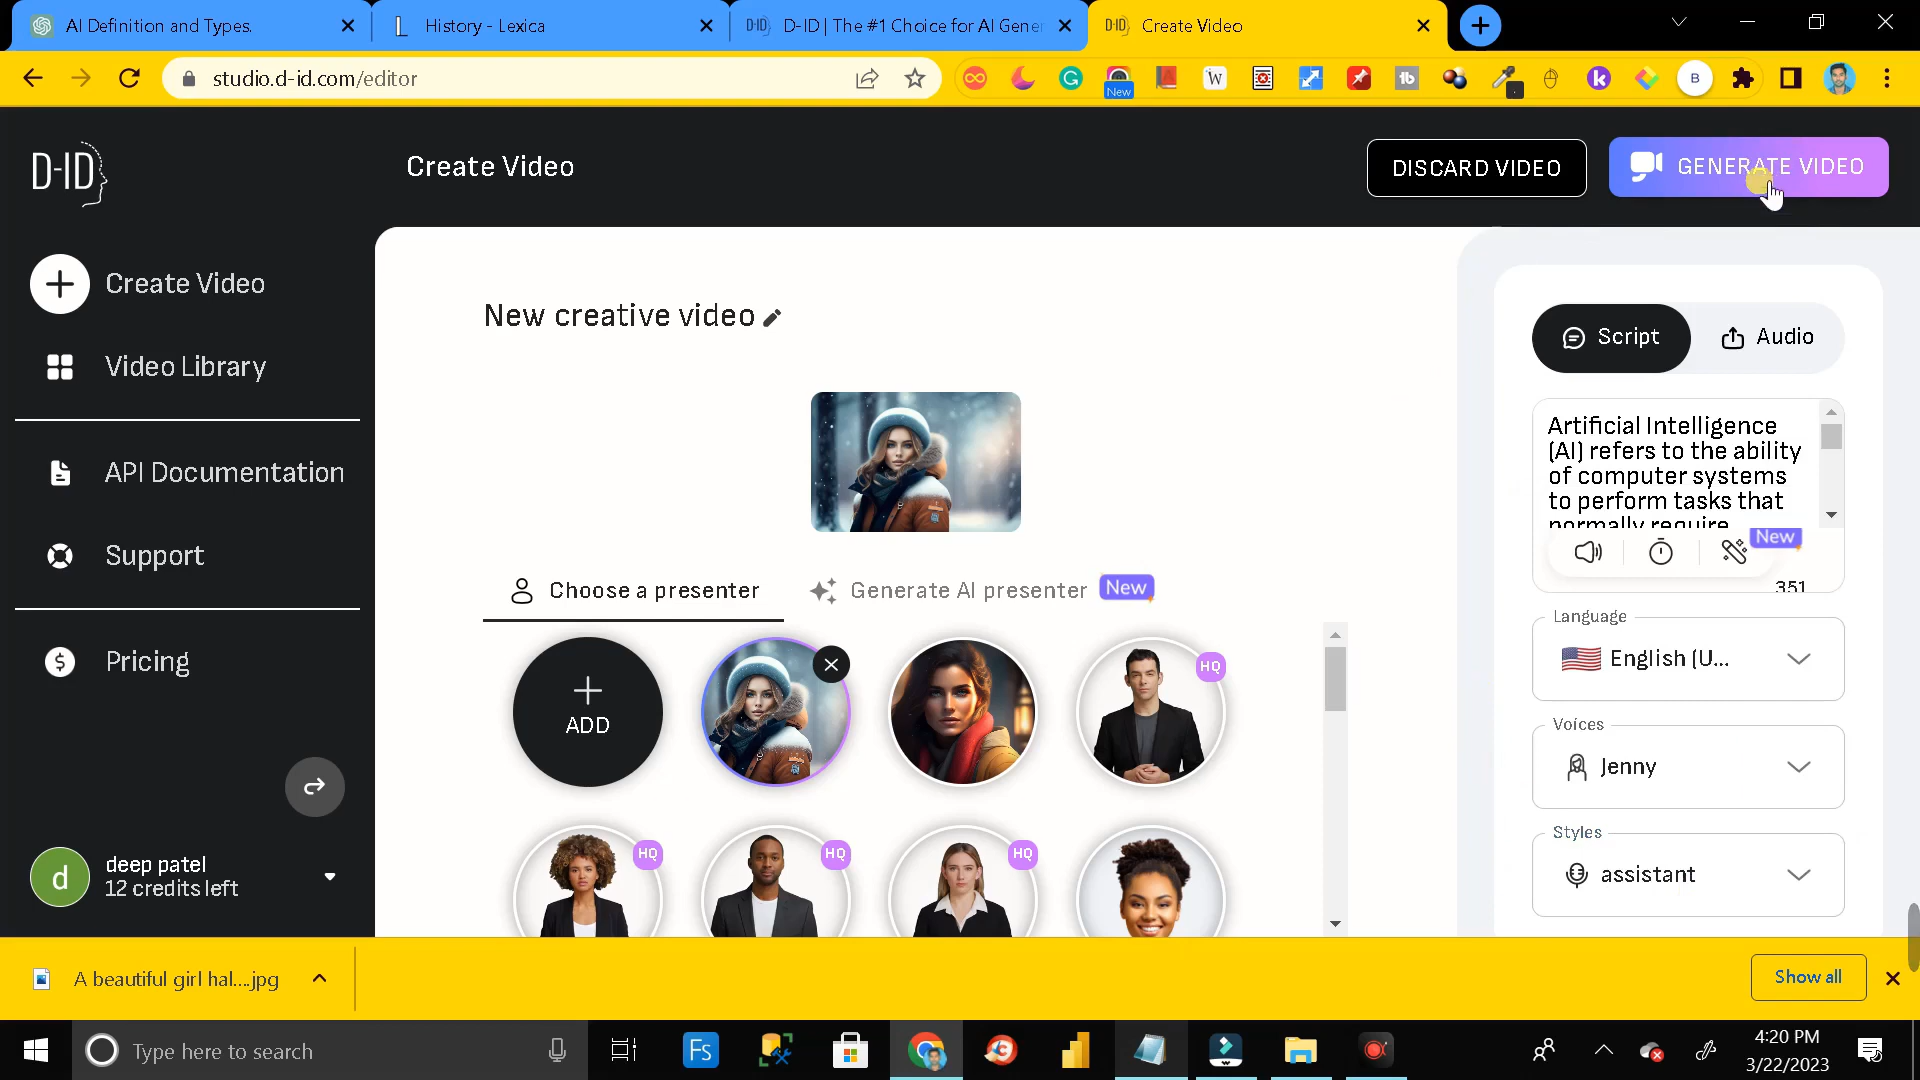 AI Definition and Types.
History - Lexica
D-ID | The #1 Choice for AI Gener
Create Video
studio.d-id.com/editor
New
W
tb
k
B
D-ID
Create Video
DISCARD VIDEO
GENERATE VIDEO
Create Video
Video Library
API Documentation
Support
Pricing
d
deep patel
12 credits left
New creative video
Choose a presenter
Generate AI presenter
New
ADD
HQ
HQ
HQ
HQ
Script
Audio
Artificial Intelligence
(AI) refers to the ability
of computer systems
to perform tasks that
normally require
New
351
Language
English (U...
Voices
Jenny
Styles
assistant
A beautiful girl hal....jpg
Show all
Type here to search
Fs
4:20 PM
3/22/2023